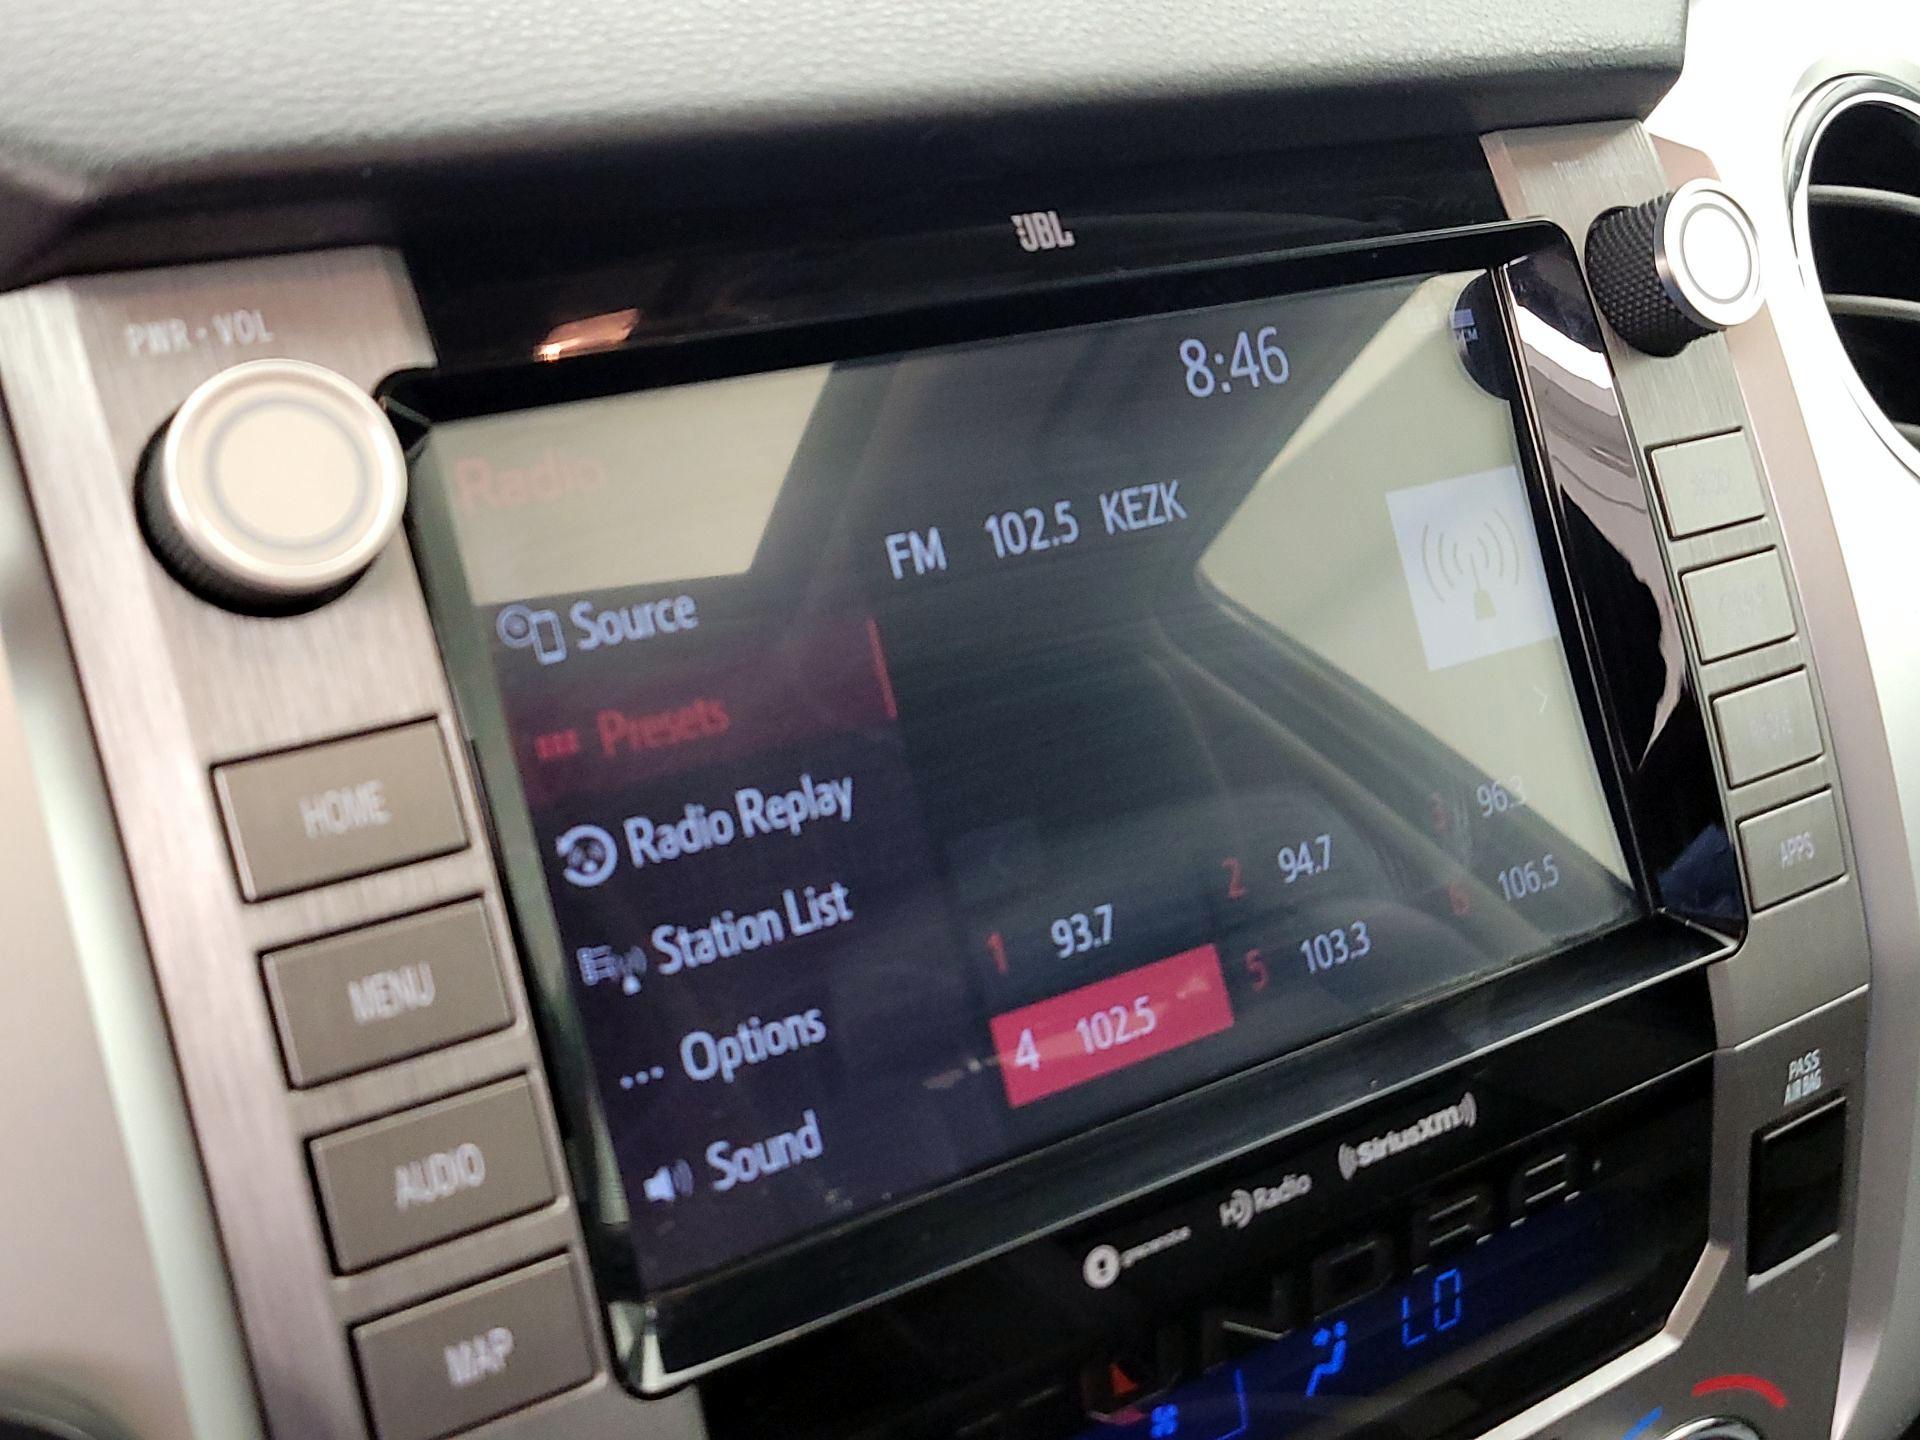 JBL
PWR·VOL
8:46
Radio
FM 102.5 KEZK
Source
Presets
Radio Replay
Station List
... Options
Sound
1 93.7
2 94.7
3 96.3
4 102.5
5 103.3
6 106.5
HOME
MENU
AUDIO
MAP
APPS
PASS
AIRBAG
HD Radio
SiriusXM
TUNDRA
LO